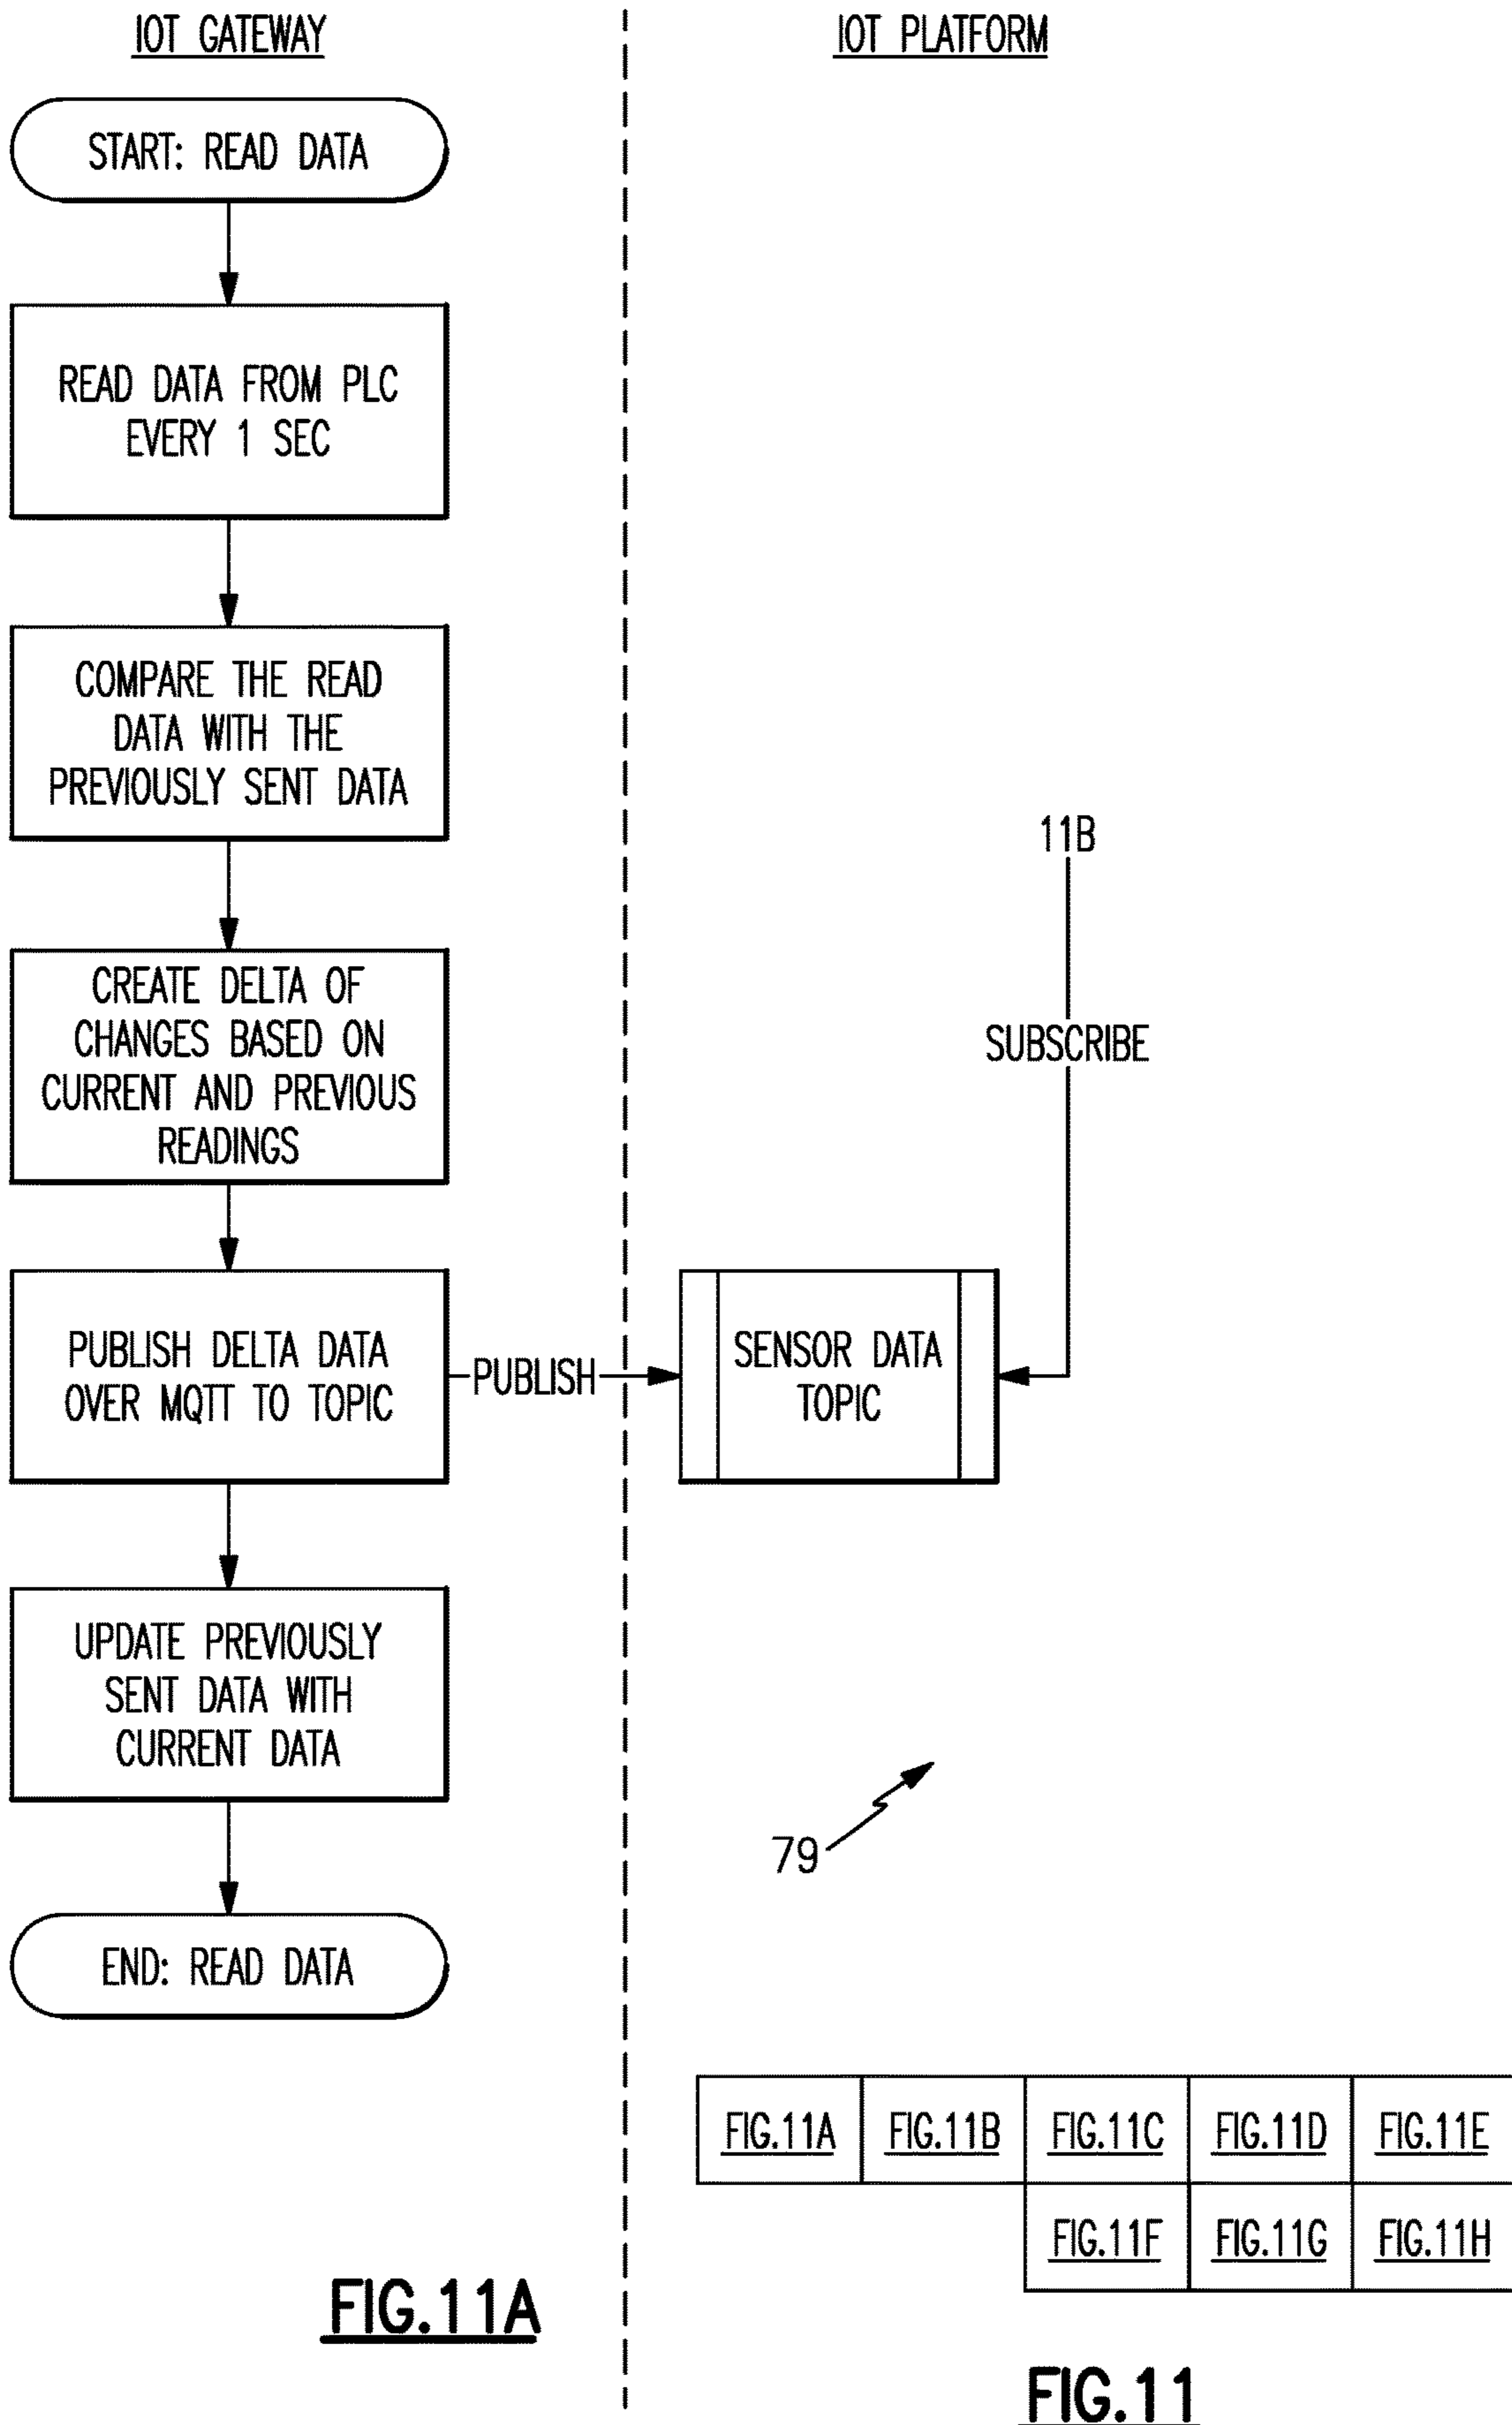 IOT GATEWAY
START: READ DATA
READ DATA FROM PLC
EVERY 1 SEC
COMPARE THE READ
DATA WITH THE
PREVIOUSLY SENT DATA
CREATE DELTA OF
CHANGES BASED ON
CURRENT AND PREVIOUS
READINGS
PUBLISH DELTA DATA
OVER MQTT TO TOPIC
PUBLISH
UPDATE PREVIOUSLY
SENT DATA WITH
CURRENT DATA
END: READ DATA
FIG.11A
IOT PLATFORM
11B
SUBSCRIBE
SENSOR DATA
TOPIC
79
FIG.11A FIG.11B FIG.11C FIG.11D FIG.11E
FIG.11F FIG.11G FIG.11H
FIG.11